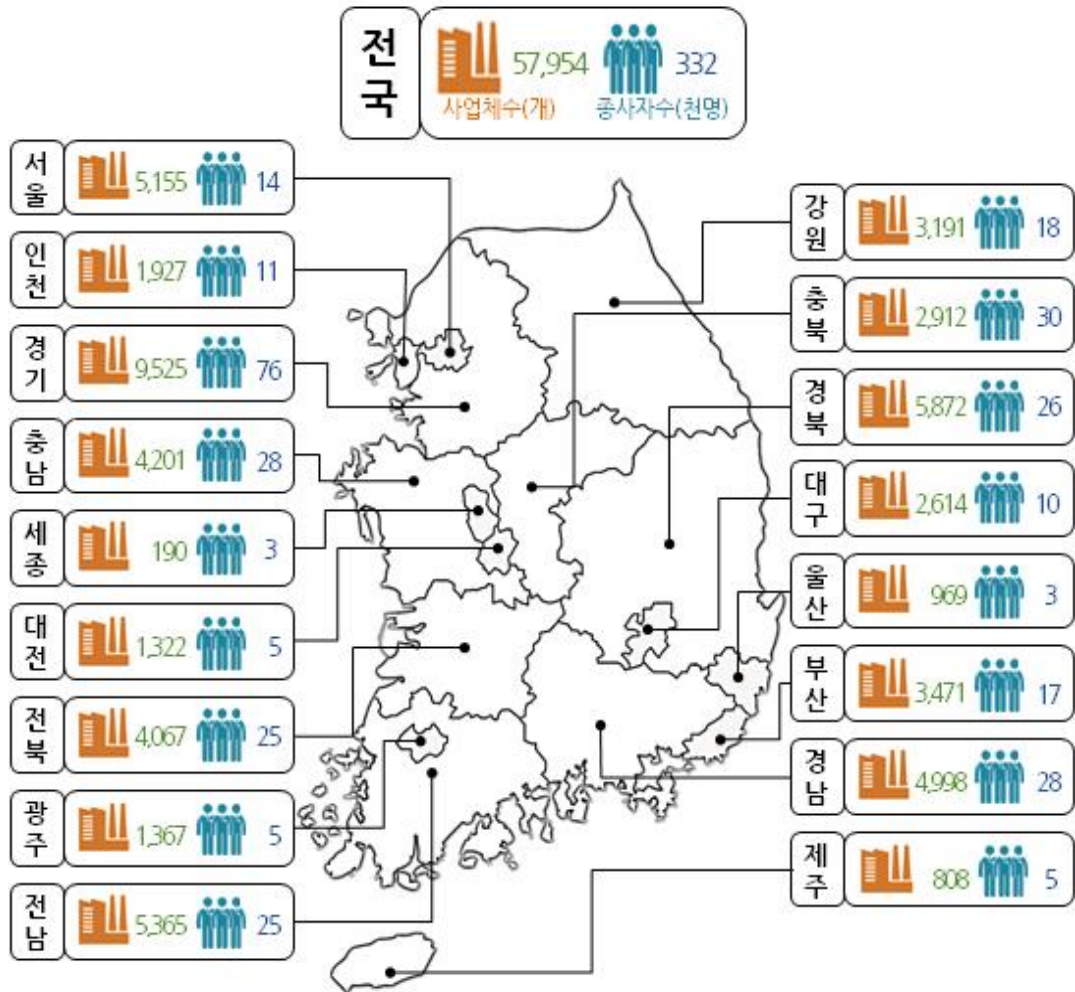 전국 57,954 332
사업체수(개) 종사자수(천명)
서울 5,155 14
인천 1,927 11
경기 9,525 76
충남 4,201 28
세종 190 3
대전 1,322 5
전북 4,067 25
광주 1,367 5
전남 5,365 25
강원 3,191 18
충북 2,912 30
경북 5,872 26
대구 2,614 10
울산 969 3
부산 3,471 17
경남 4,998 28
제주 808 5